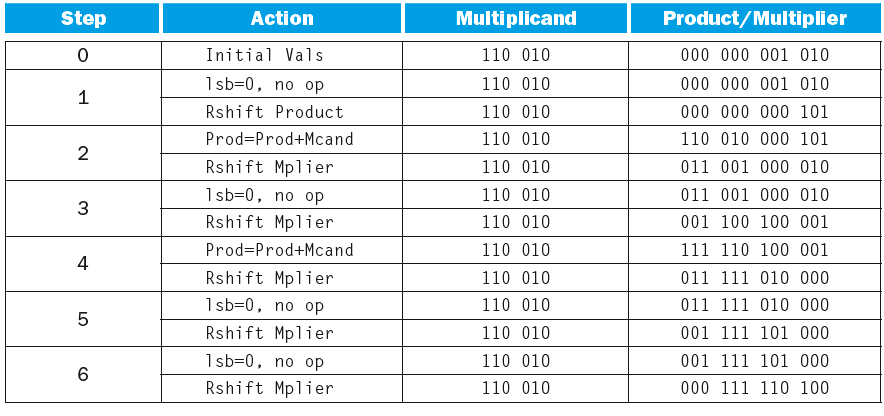 Step Action Multiplicand Product/Multiplier
0 Initial Vals 110 010 000 000 001 010
1 lsb=0, no op 110 010 000 000 001 010
Rshift Product 110 010 000 000 000 101
2 Prod=Prod+Mcand 110 010 110 010 000 101
Rshift Mplier 110 010 011 001 000 010
3 lsb=0, no op 110 010 011 001 000 010
Rshift Mplier 110 010 001 100 100 001
4 Prod=Prod+Mcand 110 010 111 110 100 001
Rshift Mplier 110 010 011 111 010 000
5 lsb=0, no op 110 010 011 111 010 000
Rshift Mplier 110 010 001 111 101 000
6 lsb=0, no op 110 010 001 111 101 000
Rshift Mplier 110 010 000 111 110 100